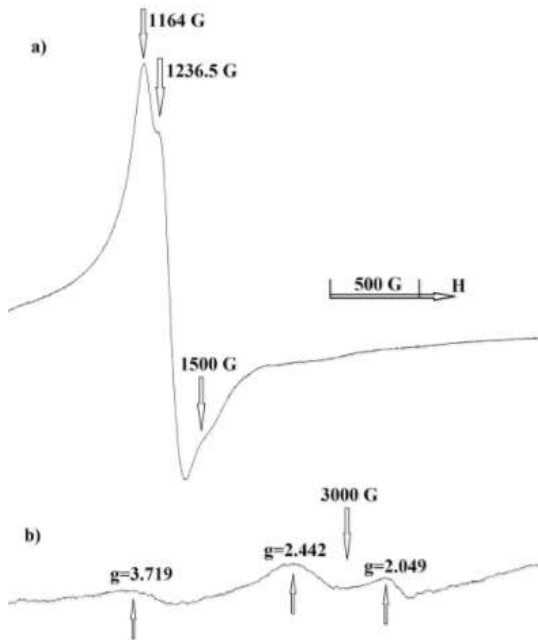 1164 G
a)
1236.5 G
500 G H
1500 G
3000 G
b)
g=2.442
g=2.049
g=3.719